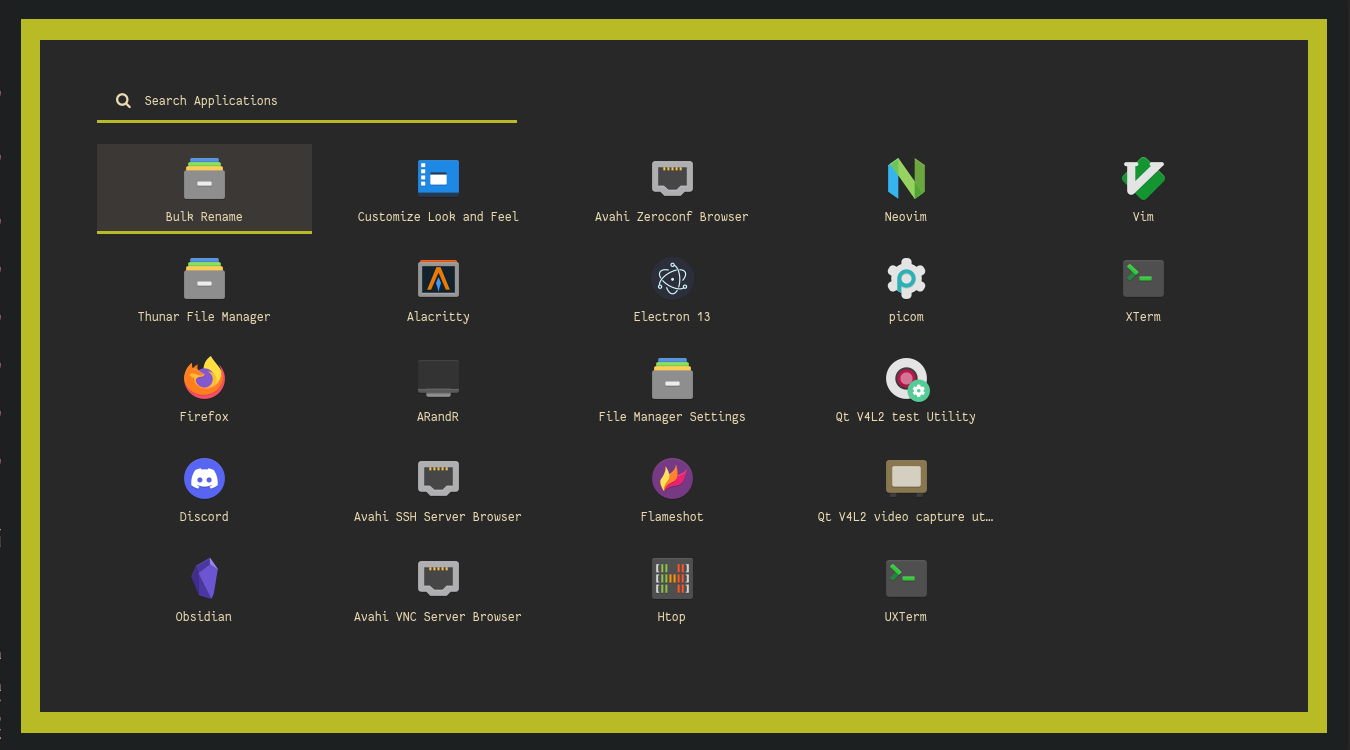 Search Applications
Bulk Rename
Customize Look and Feel
Avahi Zeroconf Browser
Neovim
Vim
Thunar File Manager
Alacritty
Electron 13
picom
XTerm
Firefox
ARandR
File Manager Settings
Qt V4L2 test Utility
Discord
Avahi SSH Server Browser
Flameshot
Qt V4L2 video capture ut…
Obsidian
Avahi VNC Server Browser
Htop
UXTerm